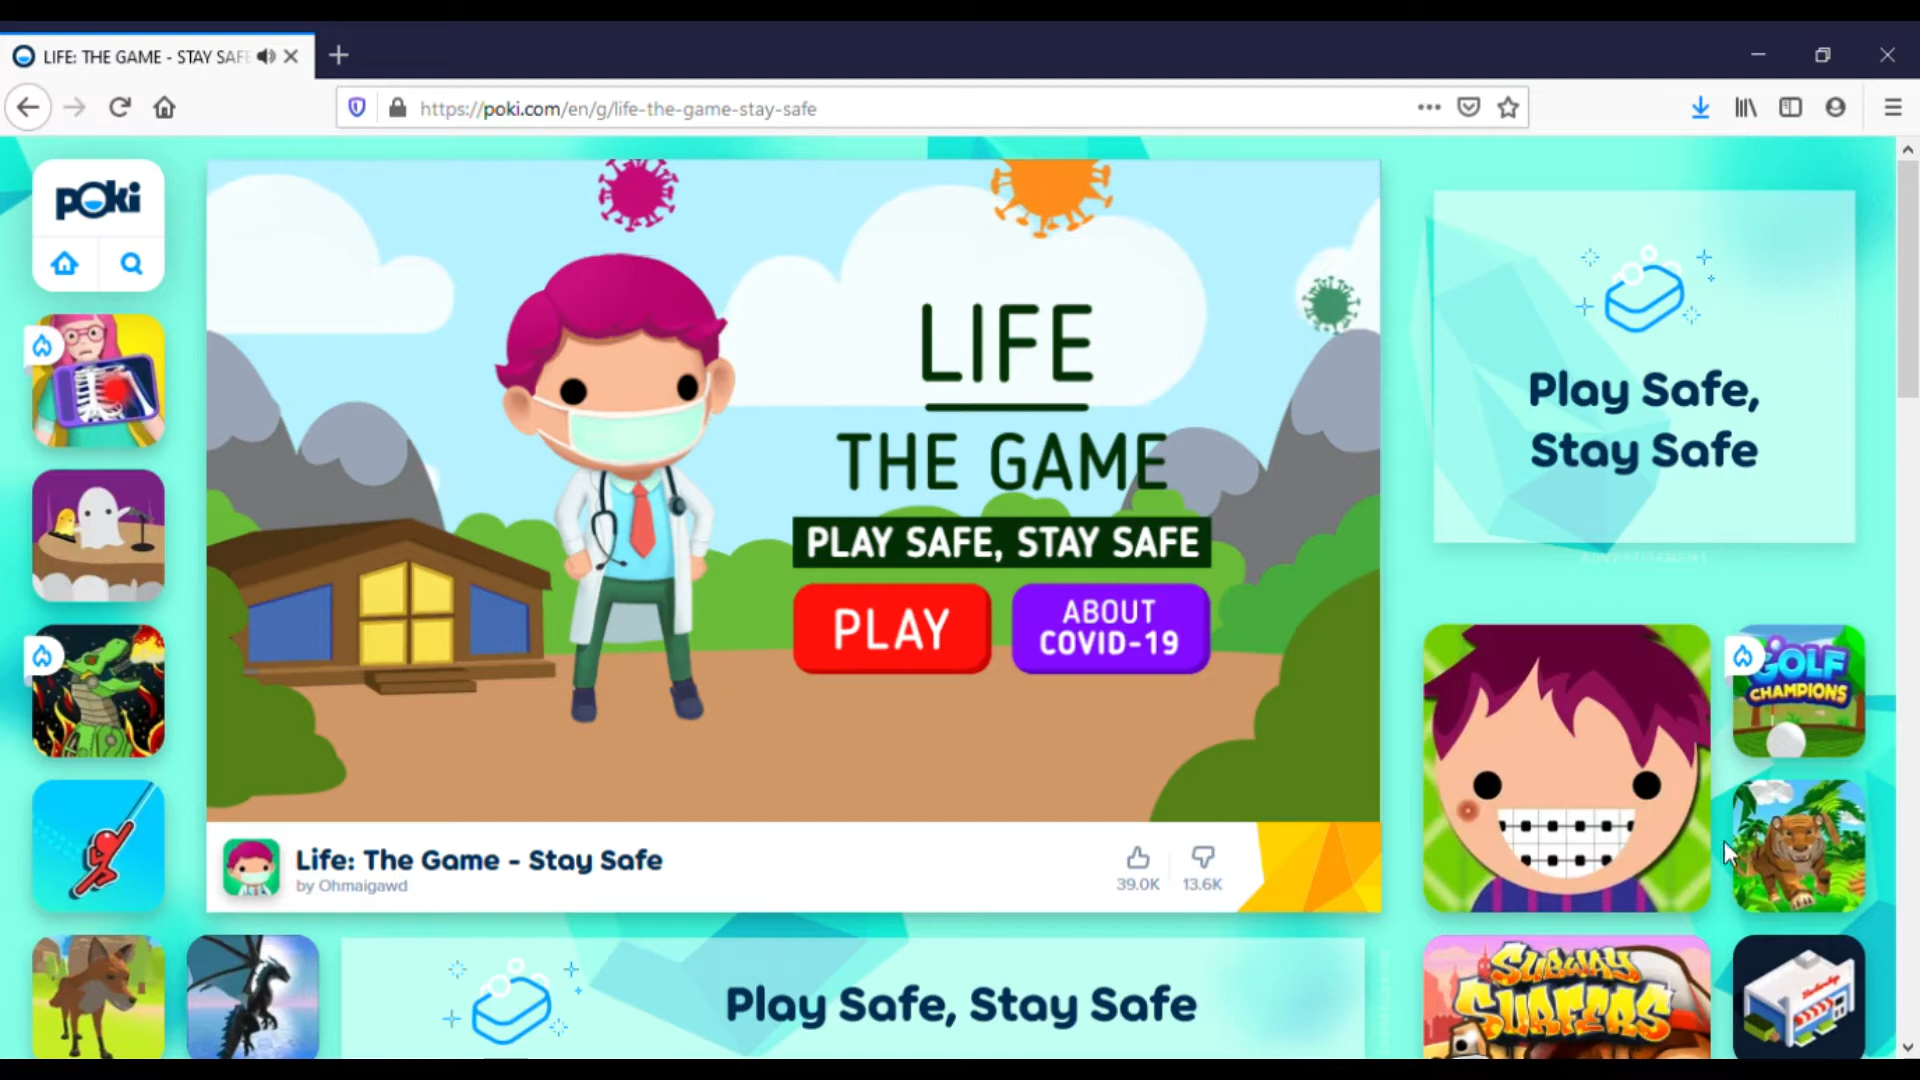 LIFE: THE GAME - STAY SAFE
https://poki.com/en/g/life-the-game-stay-safe
poki
LIFE
THE GAME
PLAY SAFE, STAY SAFE
PLAY
ABOUT
COVID-19
Play Safe,
Stay Safe
ADVERTISEMENT
GOLF
CHAMPIONS
Life: The Game - Stay Safe
by Ohmaigawd
39.0K
13.6K
Play Safe, Stay Safe
SUBWAY
SURFERS